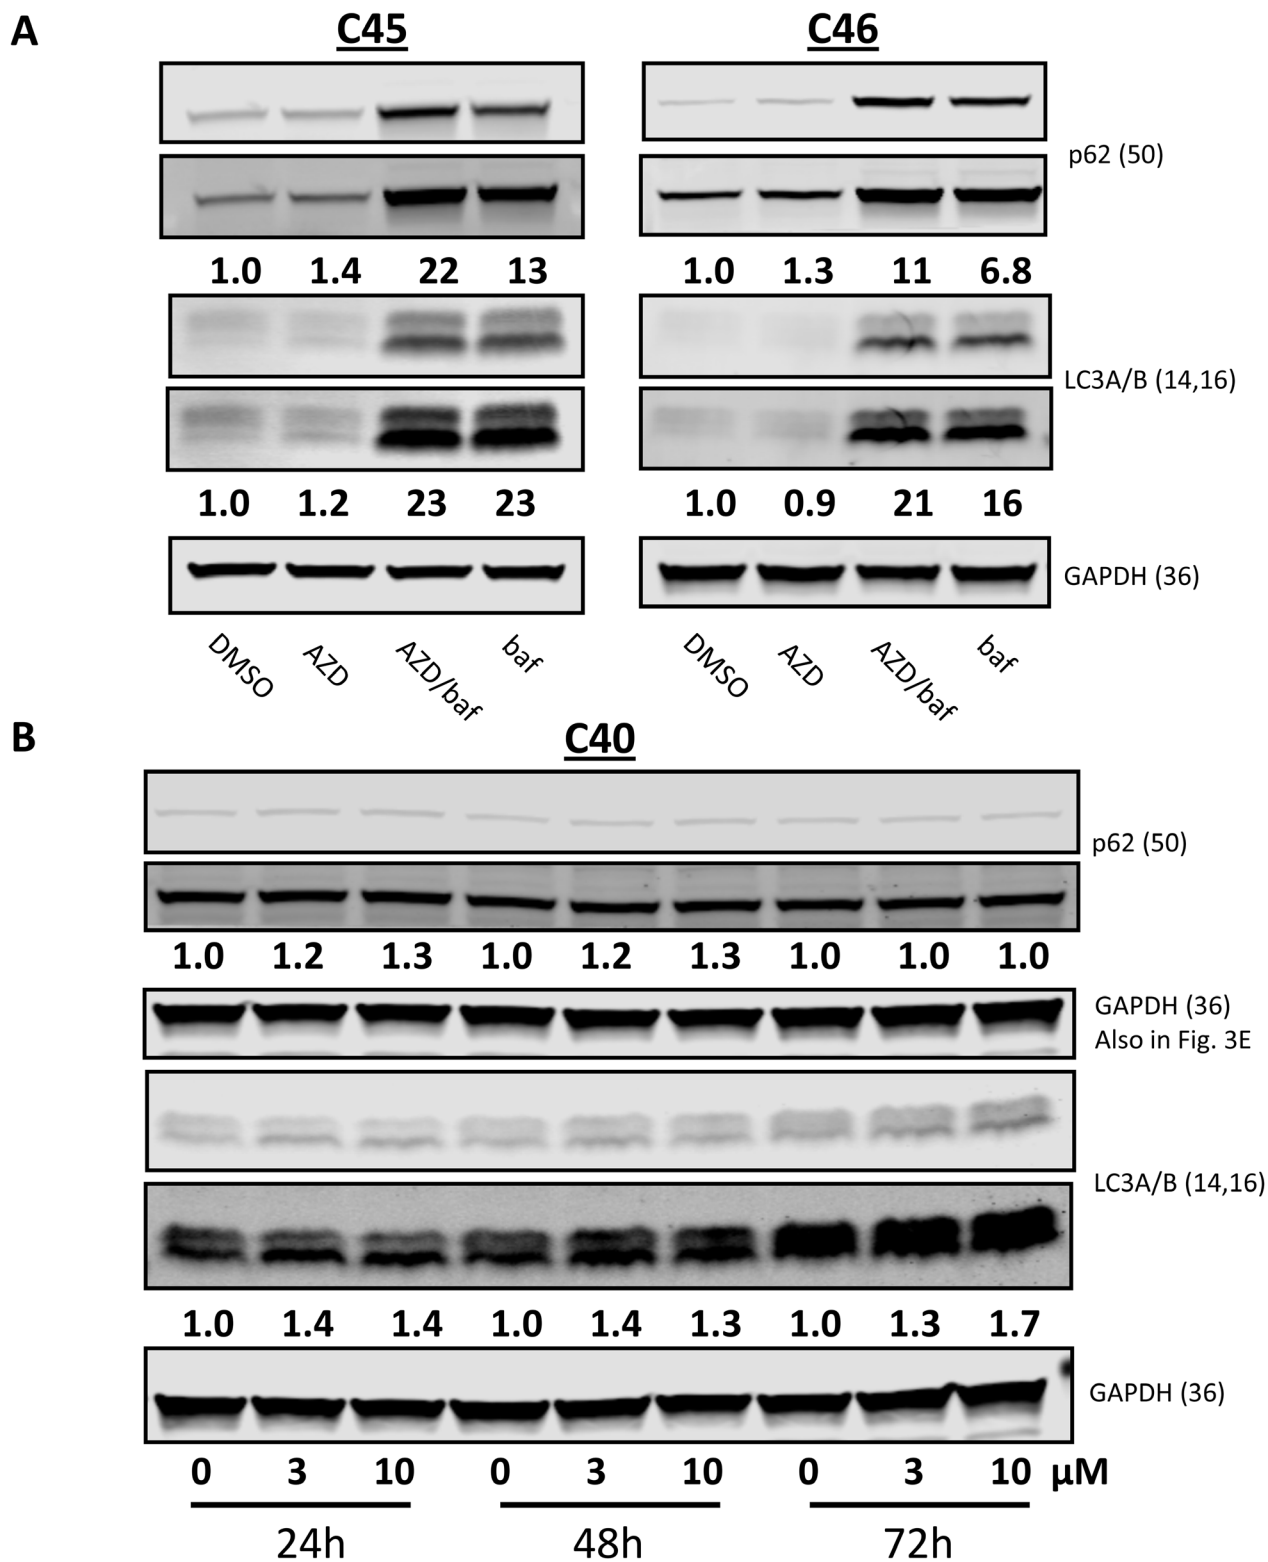 A
C45
C46
p62 (50)
1.0 1.4 22 13
1.0 1.3 11 6.8
LC3A/B (14,16)
1.0 1.2 23 23
1.0 0.9 21 16
GAPDH (36)
DMSO AZD AZD/baf baf
DMSO AZD AZD/baf baf
B
C40
p62 (50)
1.0 1.2 1.3 1.0 1.2 1.3 1.0 1.0 1.0
GAPDH (36)
Also in Fig. 3E
LC3A/B (14,16)
1.0 1.4 1.4 1.0 1.4 1.3 1.0 1.3 1.7
GAPDH (36)
0 3 10 0 3 10 0 3 10 μM
24h 48h 72h